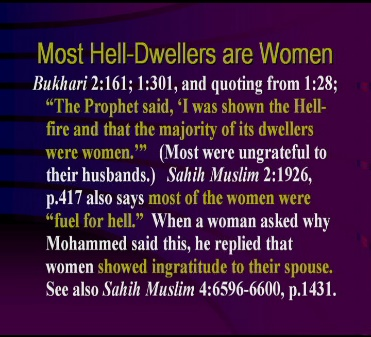 Most Hell-Dwellers are Women
Bukhari 2:161; 1:301, and quoting from 1:28;
“The Prophet said, ‘I was shown the Hell-
fire and that the majority of its dwellers
were women.’” (Most were ungrateful to
their husbands.) Sahih Muslim 2:1926,
p.417 also says most of the women were
“fuel for hell.” When a woman asked why
Mohammed said this, he replied that
women showed ingratitude to their spouse.
See also Sahih Muslim 4:6596-6600, p.1431.